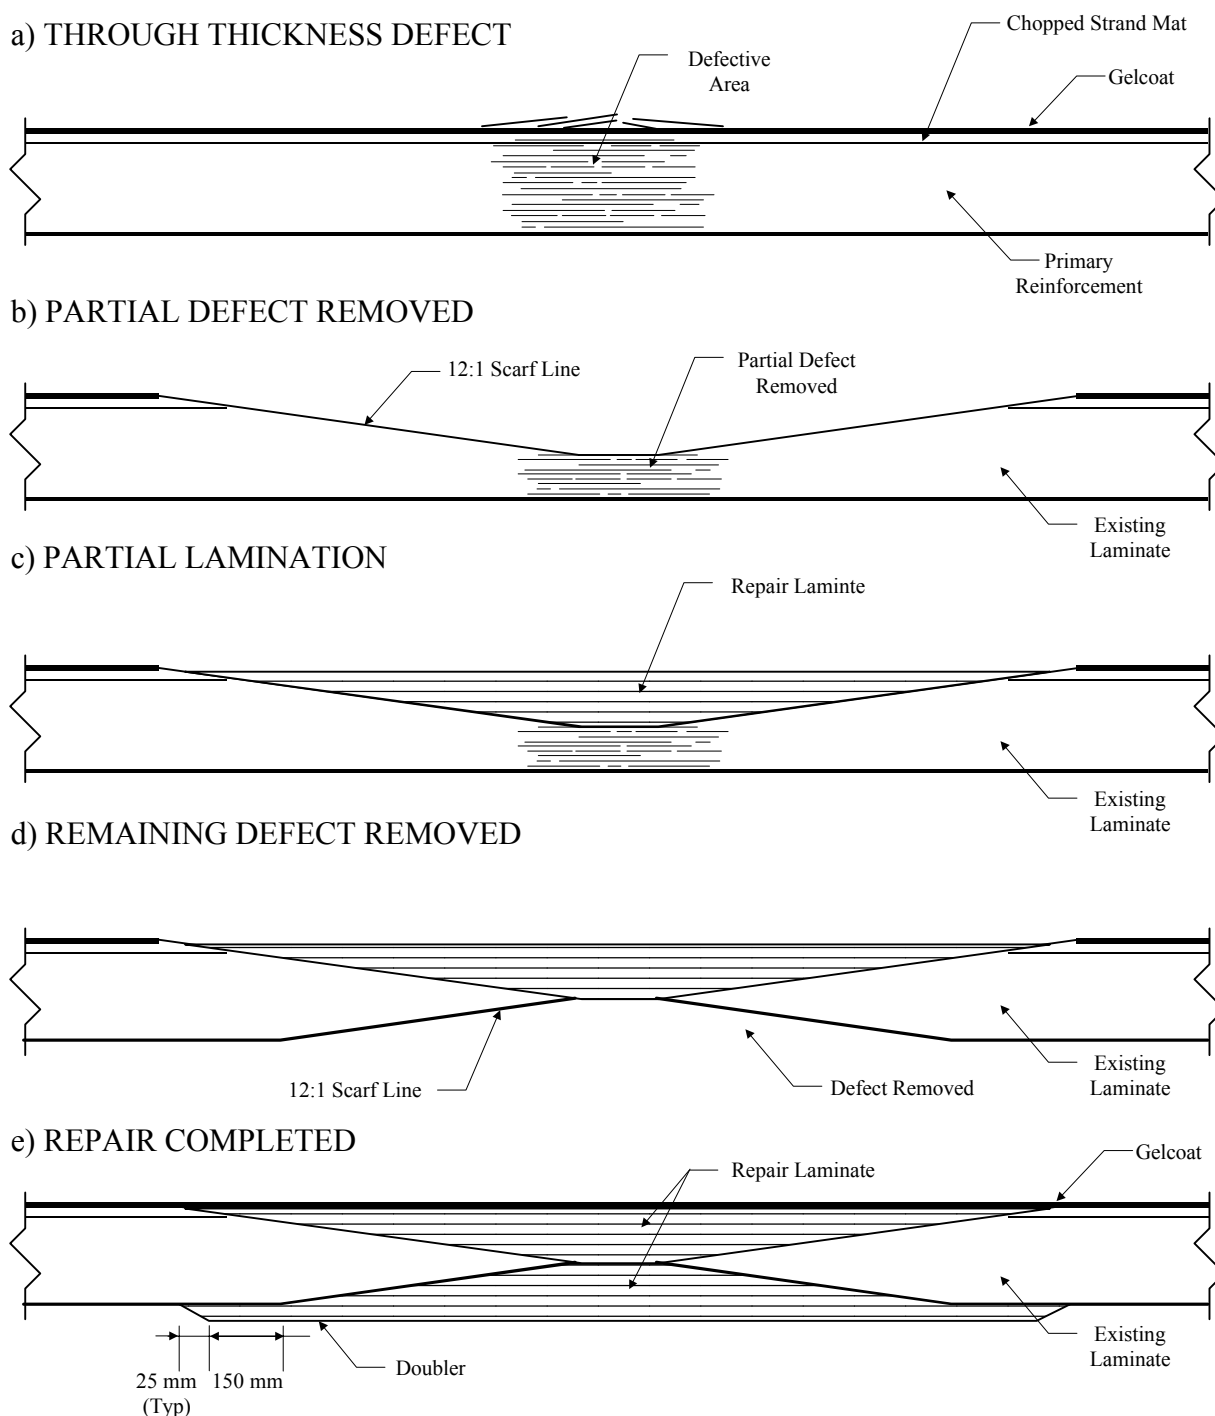 a) THROUGH THICKNESS DEFECT
Chopped Strand Mat
Defective
Area
Gelcoat
Primary
Reinforcement
b) PARTIAL DEFECT REMOVED
12:1 Scarf Line
Partial Defect
Removed
Existing
Laminate
c) PARTIAL LAMINATION
Repair Laminte
Existing
Laminate
d) REMAINING DEFECT REMOVED
12:1 Scarf Line
Defect Removed
Existing
Laminate
e) REPAIR COMPLETED
Repair Laminate
Gelcoat
Existing
Laminate
Doubler
25 mm
(Typ)
150 mm